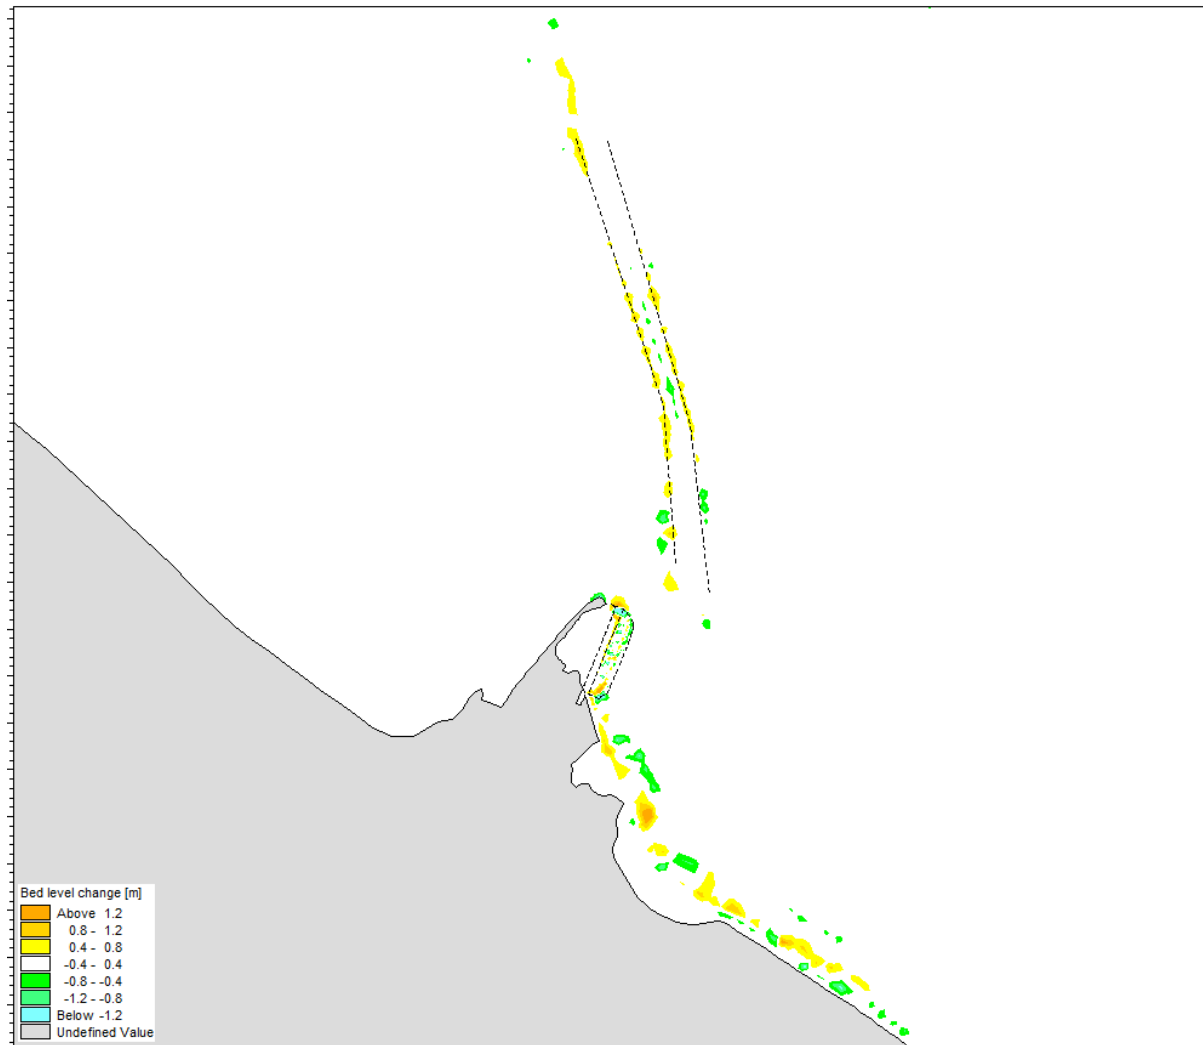 Bed level change [m]
Above 1.2
0.8 - 1.2
0.4 - 0.8
-0.4 - 0.4
-0.8 - -0.4
-1.2 - -0.8
Below -1.2
Undefined Value